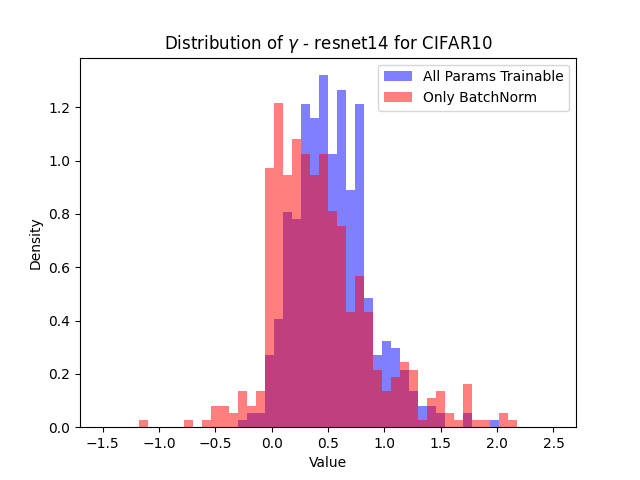 Distribution of γ - resnet14 for CIFAR10
All Params Trainable
Only BatchNorm
Density
1.2
1.0
0.8
0.6
0.4
0.2
0.0
−1.5 −1.0 −0.5 0.0 0.5 1.0 1.5 2.0 2.5
Value